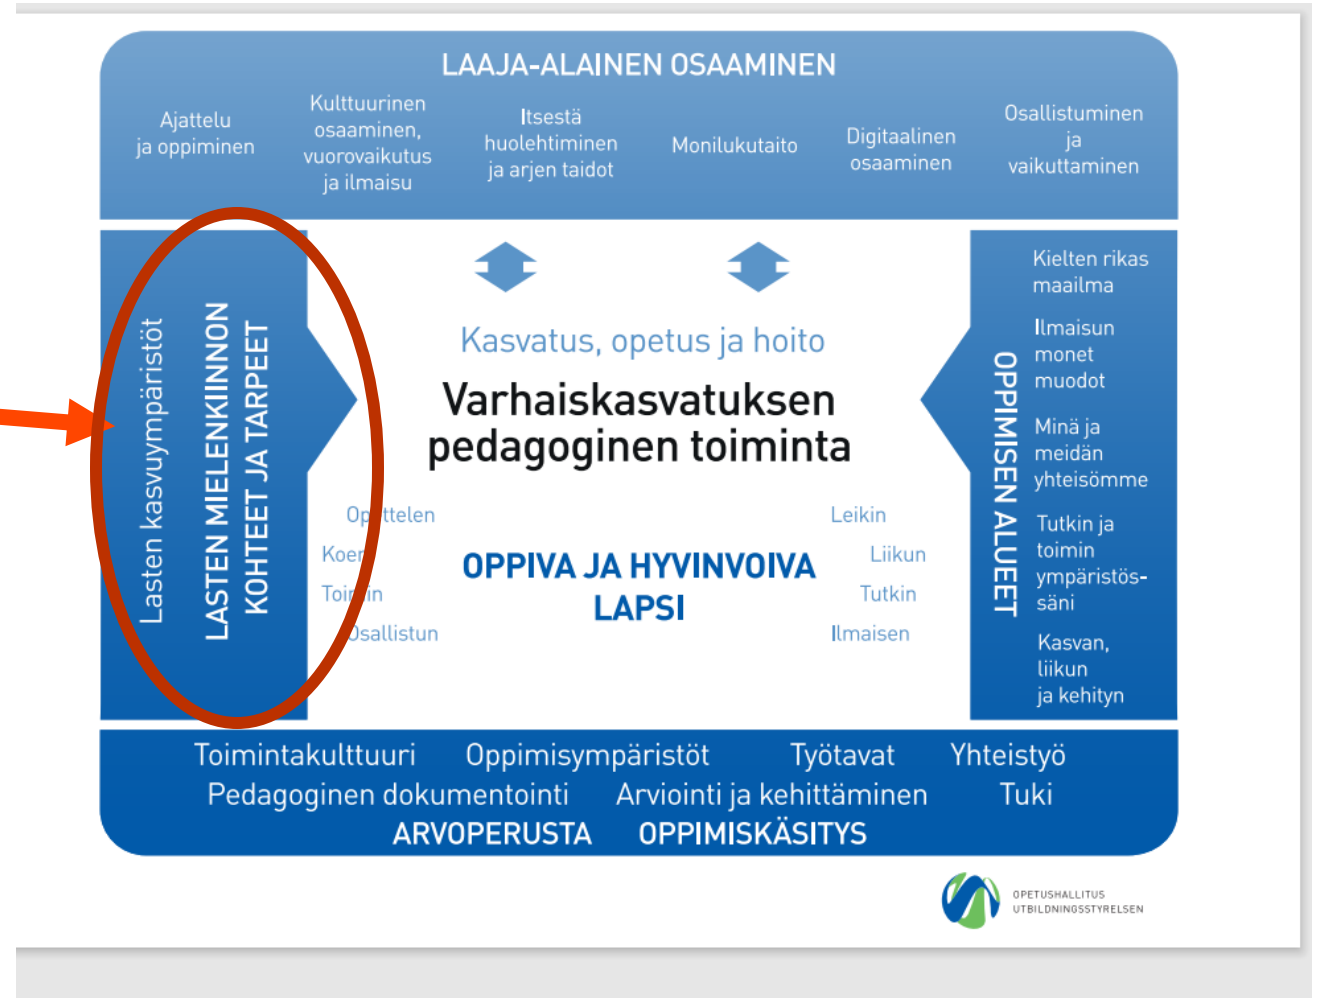 LAAJA-ALAINEN OSAAMINEN
Ajattelu
ja oppiminen
Kulttuurinen
osaaminen,
vuorovaikutus
ja ilmaisu
Itsestä
huolehtiminen
ja arjen taidot
Monilukutaito
Digitaalinen
osaaminen
Osallistuminen
ja
vaikuttaminen
Lasten kasvuympäristöt
LASTEN MIELENKIINNON
KOHTEET JA TARPEET
Kasvatus, opetus ja hoito
Varhaiskasvatuksen
pedagoginen toiminta
Opettelen
Koen
Toimin
Osallistun
OPPIVA JA HYVINVOIVA
LAPSI
Leikin
Liikun
Tutkin
Ilmaisen
OPPIMISEN ALUEET
Kielten rikas
maailma
Ilmaisun
monet
muodot
Minä ja
meidän
yhteisömme
Tutkin ja
toimin
ympäristös-
säni
Kasvan,
liikun
ja kehityn
Toimintakulttuuri Oppimisympäristöt Työtavat Yhteistyö
Pedagoginen dokumentointi Arviointi ja kehittäminen Tuki
ARVOPERUSTA OPPIMISKÄSITYS
OPETUSHALLITUS
UTBILDNINGSSTYRELSEN